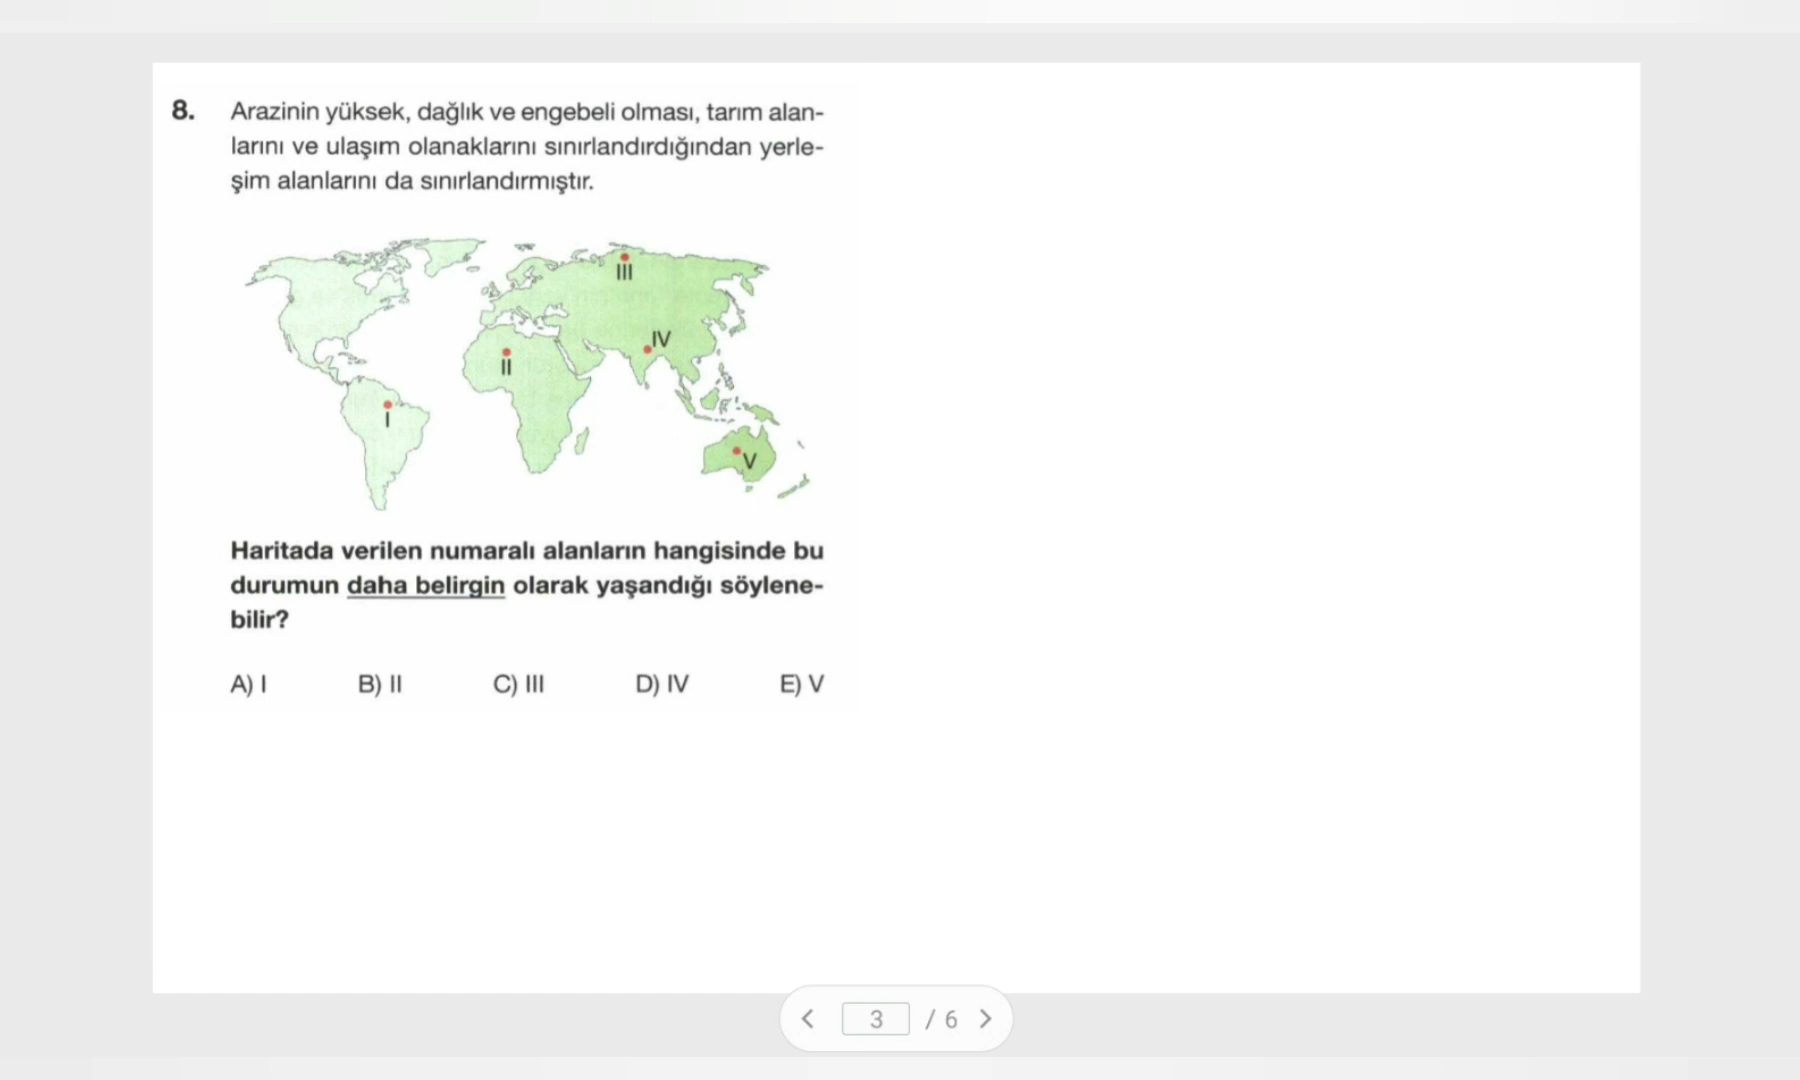 8. Arazinin yüksek, dağlık ve engebeli olması, tarım alan-
larını ve ulaşım olanaklarını sınırlandırdığından yerle-
şim alanlarını da sınırlandırmıştır.
III
IV
II
I
V
Haritada verilen numaralı alanların hangisinde bu
durumun daha belirgin olarak yaşandığı söylene-
bilir?
A) I B) II C) III D) IV E) V
3 / 6